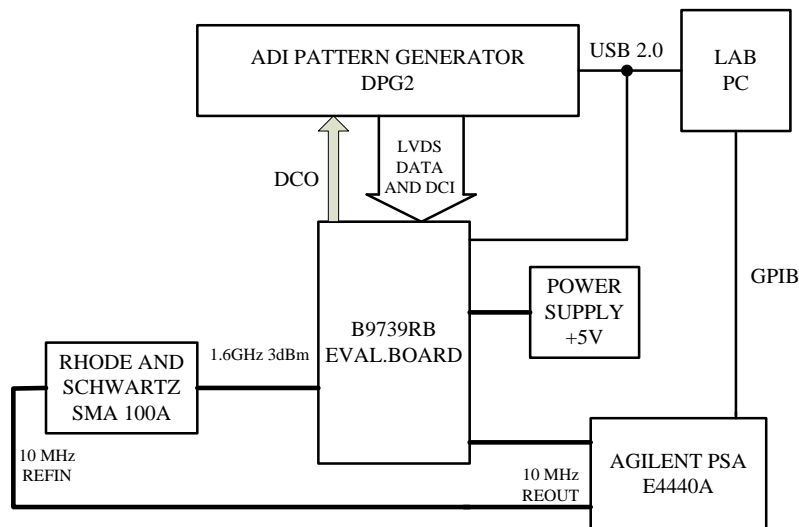 ADI PATTERN GENERATOR
DPG2
USB 2.0
LAB
PC
LVDS
DATA
AND DCI
DCO
GPIB
POWER
SUPPLY
+5V
B9739RB
EVAL.BOARD
1.6GHz 3dBm
RHODE AND
SCHWARTZ
SMA 100A
10 MHz
REFIN
10 MHz
REOUT
AGILENT PSA
E4440A